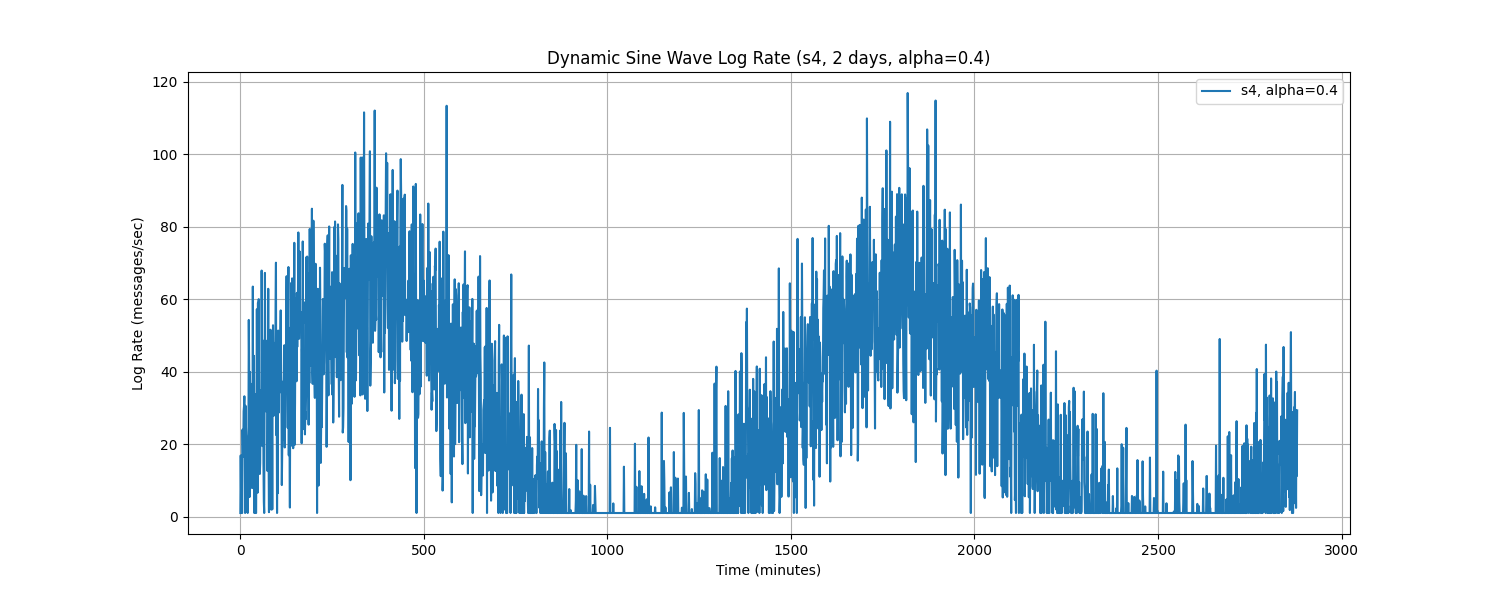 Dynamic Sine Wave Log Rate (s4, 2 days, alpha=0.4)
s4, alpha=0.4
Log Rate (messages/sec)
120
100
80
60
40
20
0
0 500 1000 1500 2000 2500 3000
Time (minutes)